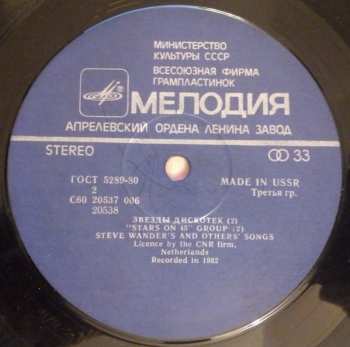 МИНИСТЕРСТВО
КУЛЬТУРЫ СССР
ВСЕСОЮЗНАЯ ФИРМА
ГРАМПЛАСТИНОК
МЕЛОДИЯ
АПРЕЛЕВСКИЙ ОРДЕНА ЛЕНИНА ЗАВОД
STEREO 33
ГОСТ 5289-80 MADE IN USSR
2 Третья гр.
С60 20537 006
20538
ЗВЕЗДЫ ДИСКОТЕК (2)
"STARS ON 45" GROUP (2)
STEVE WANDER'S AND OTHERS' SONGS
Licence by the CNR firm,
Netherlands
Recorded in 1982